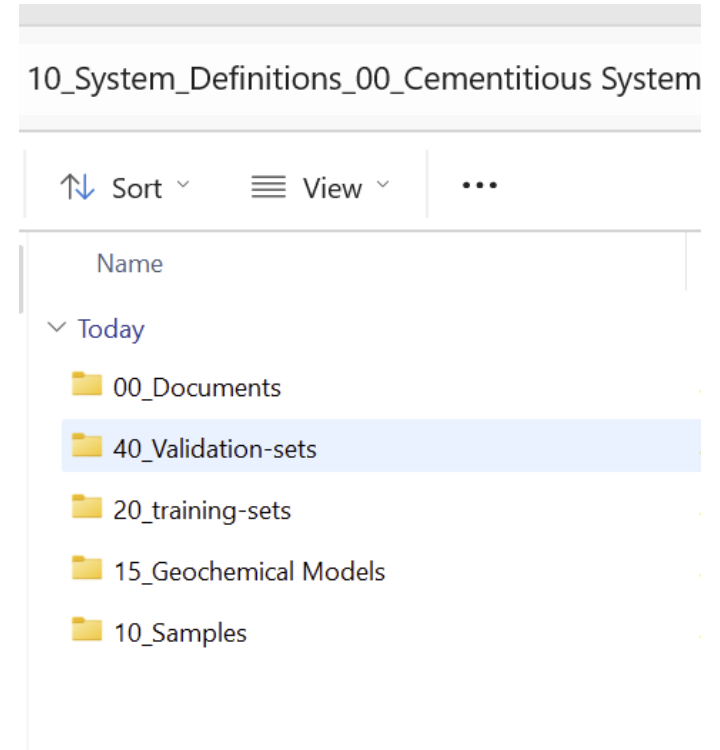 10_System_Definitions_00_Cementitious System
Sort View
Name
Today
00_Documents
40_Validation-sets
20_training-sets
15_Geochemical Models
10_Samples